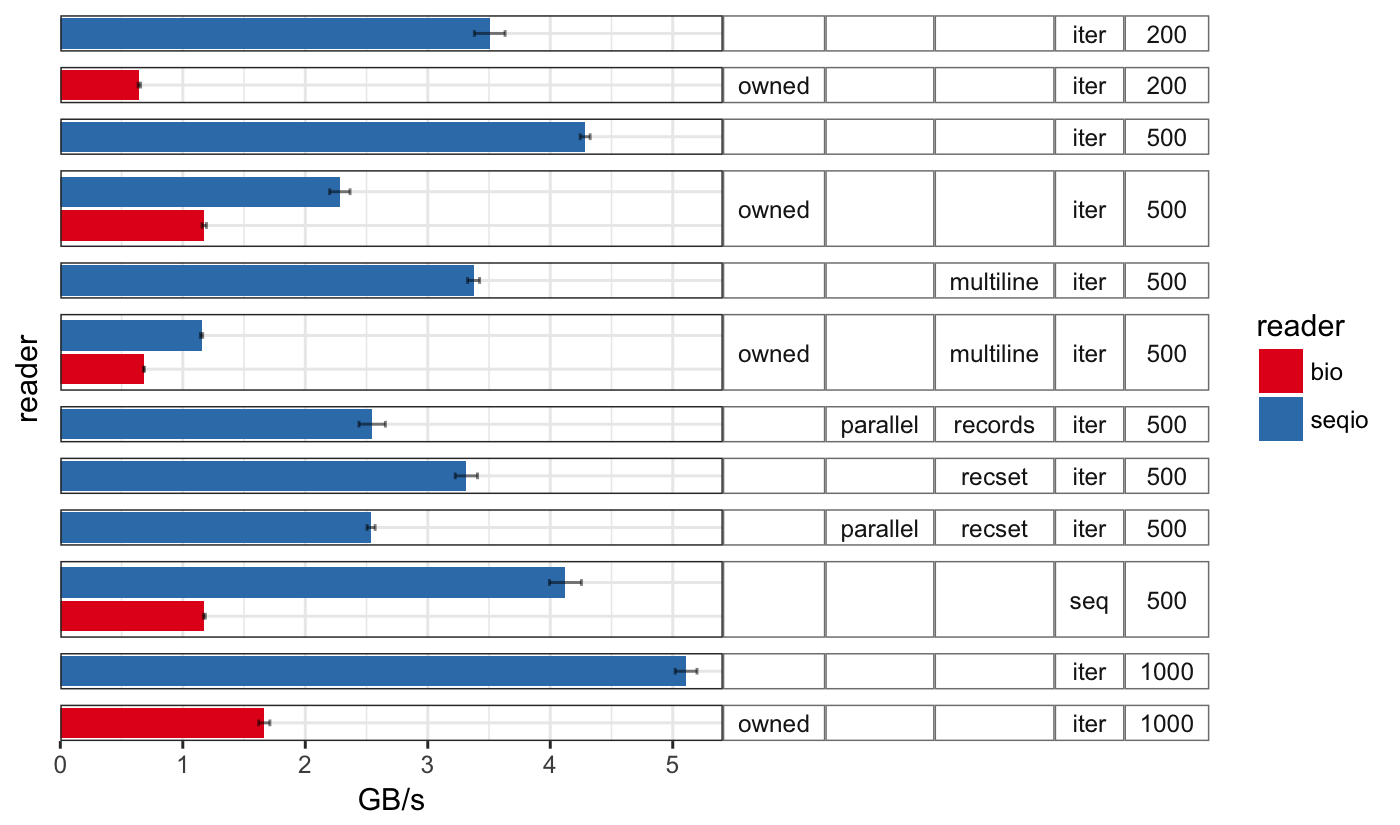 iter 200
owned iter 200
iter 500
owned iter 500
multiline iter 500
owned multiline iter 500
parallel records iter 500
recset iter 500
parallel recset iter 500
seq 500
iter 1000
owned iter 1000
0 1 2 3 4 5
GB/s
reader
reader
bio
seqio